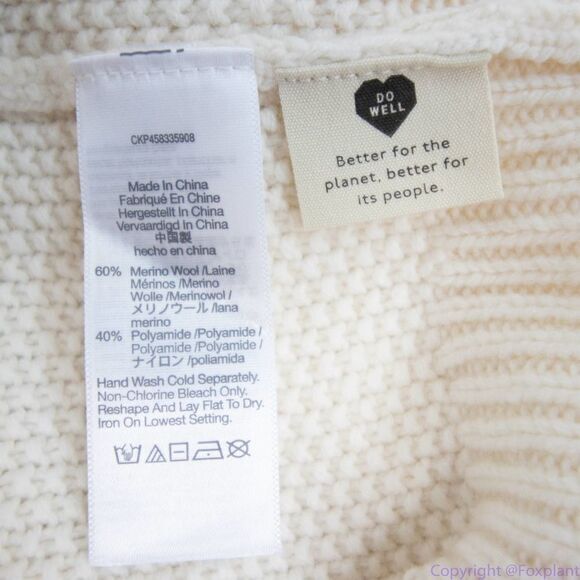 CKP458335908
Made In China
Fabriqué En Chine
Hergestellt In China
Vervaardigd In China
中国製
hecho en china
60% Merino Wool /Laine
Mérinos /Merino
Wolle /Merinowol /
メリノウール /lana
merino
40% Polyamide /Polyamide /
Polyamide /Polyamide /
ナイロン /poliamida
Hand Wash Cold Separately.
Non-Chlorine Bleach Only.
Reshape And Lay Flat To Dry.
Iron On Lowest Setting.
DO
WELL
Better for the
planet, better for
its people.
Copyright @Foxplant